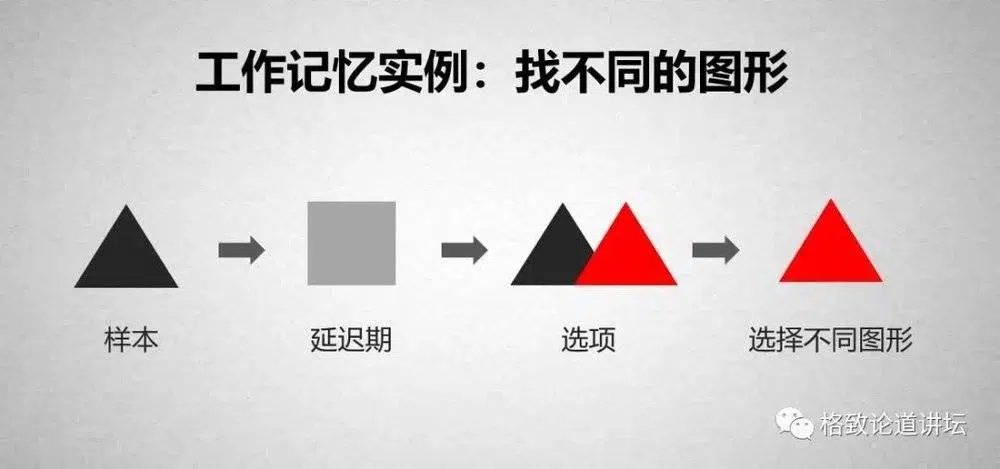 工作记忆实例：找不同的图形
样本
延迟期
选项
选择不同图形
格致论道讲坛